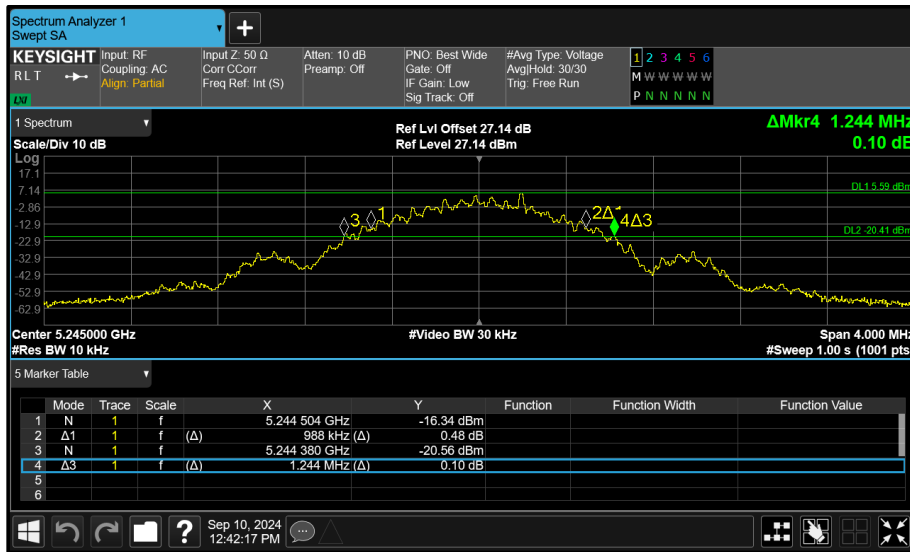 Spectrum Analyzer 1
Swept SA
+
KEYSIGHT Input: RF Input Z: 50 Ω Atten: 10 dB PNO: Best Wide #Avg Type: Voltage 1 2 3 4 5 6
RLT Coupling: AC Corr CCorr Preamp: Off Gate: Off Avg|Hold: 30/30 M W W W W W
Align: Partial Freq Ref: Int (S) IF Gain: Low Trig: Free Run P N N N N N
LXI Sig Track: Off
1 Spectrum Ref Lvl Offset 27.14 dB ΔMkr4 1.244 MHz
Scale/Div 10 dB Ref Level 27.14 dBm 0.10 dB
Log
17.1
7.14 DL1 5.59 dBm
-2.86
3 1 4Δ3
-12.9
DL2 -20.41 dBm
-22.9
-32.9
-42.9
-52.9
-62.9
Center 5.245000 GHz #Video BW 30 kHz Span 4.000 MHz
#Res BW 10 kHz #Sweep 1.00 s (1001 pts
5 Marker Table
Mode Trace Scale X Y Function Function Width Function Value
1 N 1 f 5.244 504 GHz -16.34 dBm
2 Δ1 1 f (Δ) 988 kHz (Δ) 0.48 dB
3 N 1 f 5.244 380 GHz -20.56 dBm
4 Δ3 1 f (Δ) 1.244 MHz (Δ) 0.10 dB
5
6
? Sep 10, 2024
12:42:17 PM